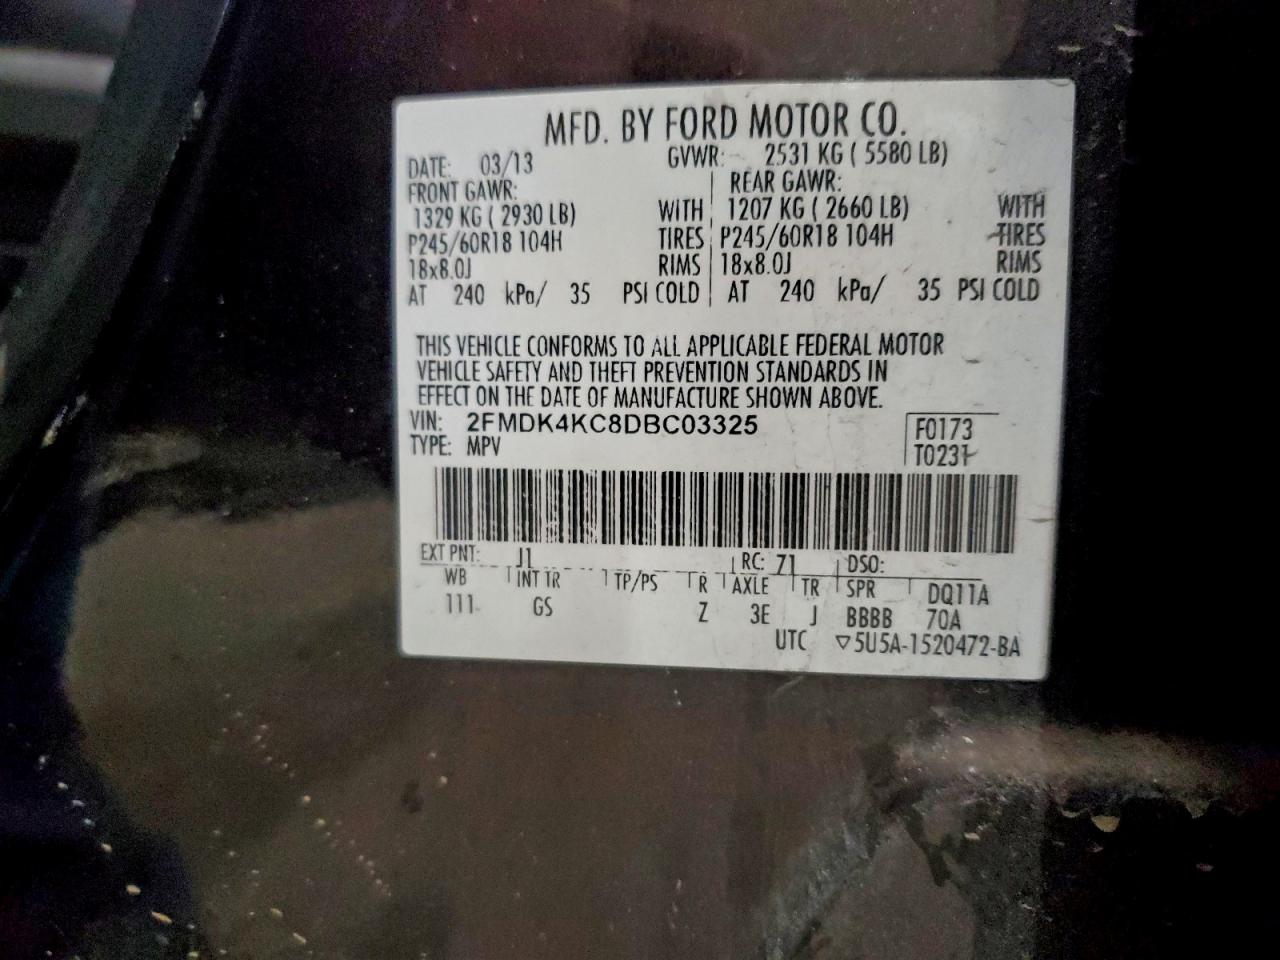 MFD. BY FORD MOTOR CO.
DATE: 03/13 GVWR: 2531 KG ( 5580 LB)
FRONT GAWR: REAR GAWR:
1329 KG ( 2930 LB) WITH 1207 KG ( 2660 LB) WITH
P245/60R18 104H TIRES P245/60R18 104H TIRES
18x8.0J RIMS 18x8.0J RIMS
AT 240 kPa/ 35 PSI COLD AT 240 kPa/ 35 PSI COLD
THIS VEHICLE CONFORMS TO ALL APPLICABLE FEDERAL MOTOR
VEHICLE SAFETY AND THEFT PREVENTION STANDARDS IN
EFFECT ON THE DATE OF MANUFACTURE SHOWN ABOVE.
VIN: 2FMDK4KC8DBC03325 F0173
TYPE: MPV T0231
EXT PNT: J1 RC: 71 DSO:
WB INT TR TP/PS R AXLE TR SPR DQ11A
111 GS Z 3E J BBBB 70A
UTC ▽5U5A-1520472-BA